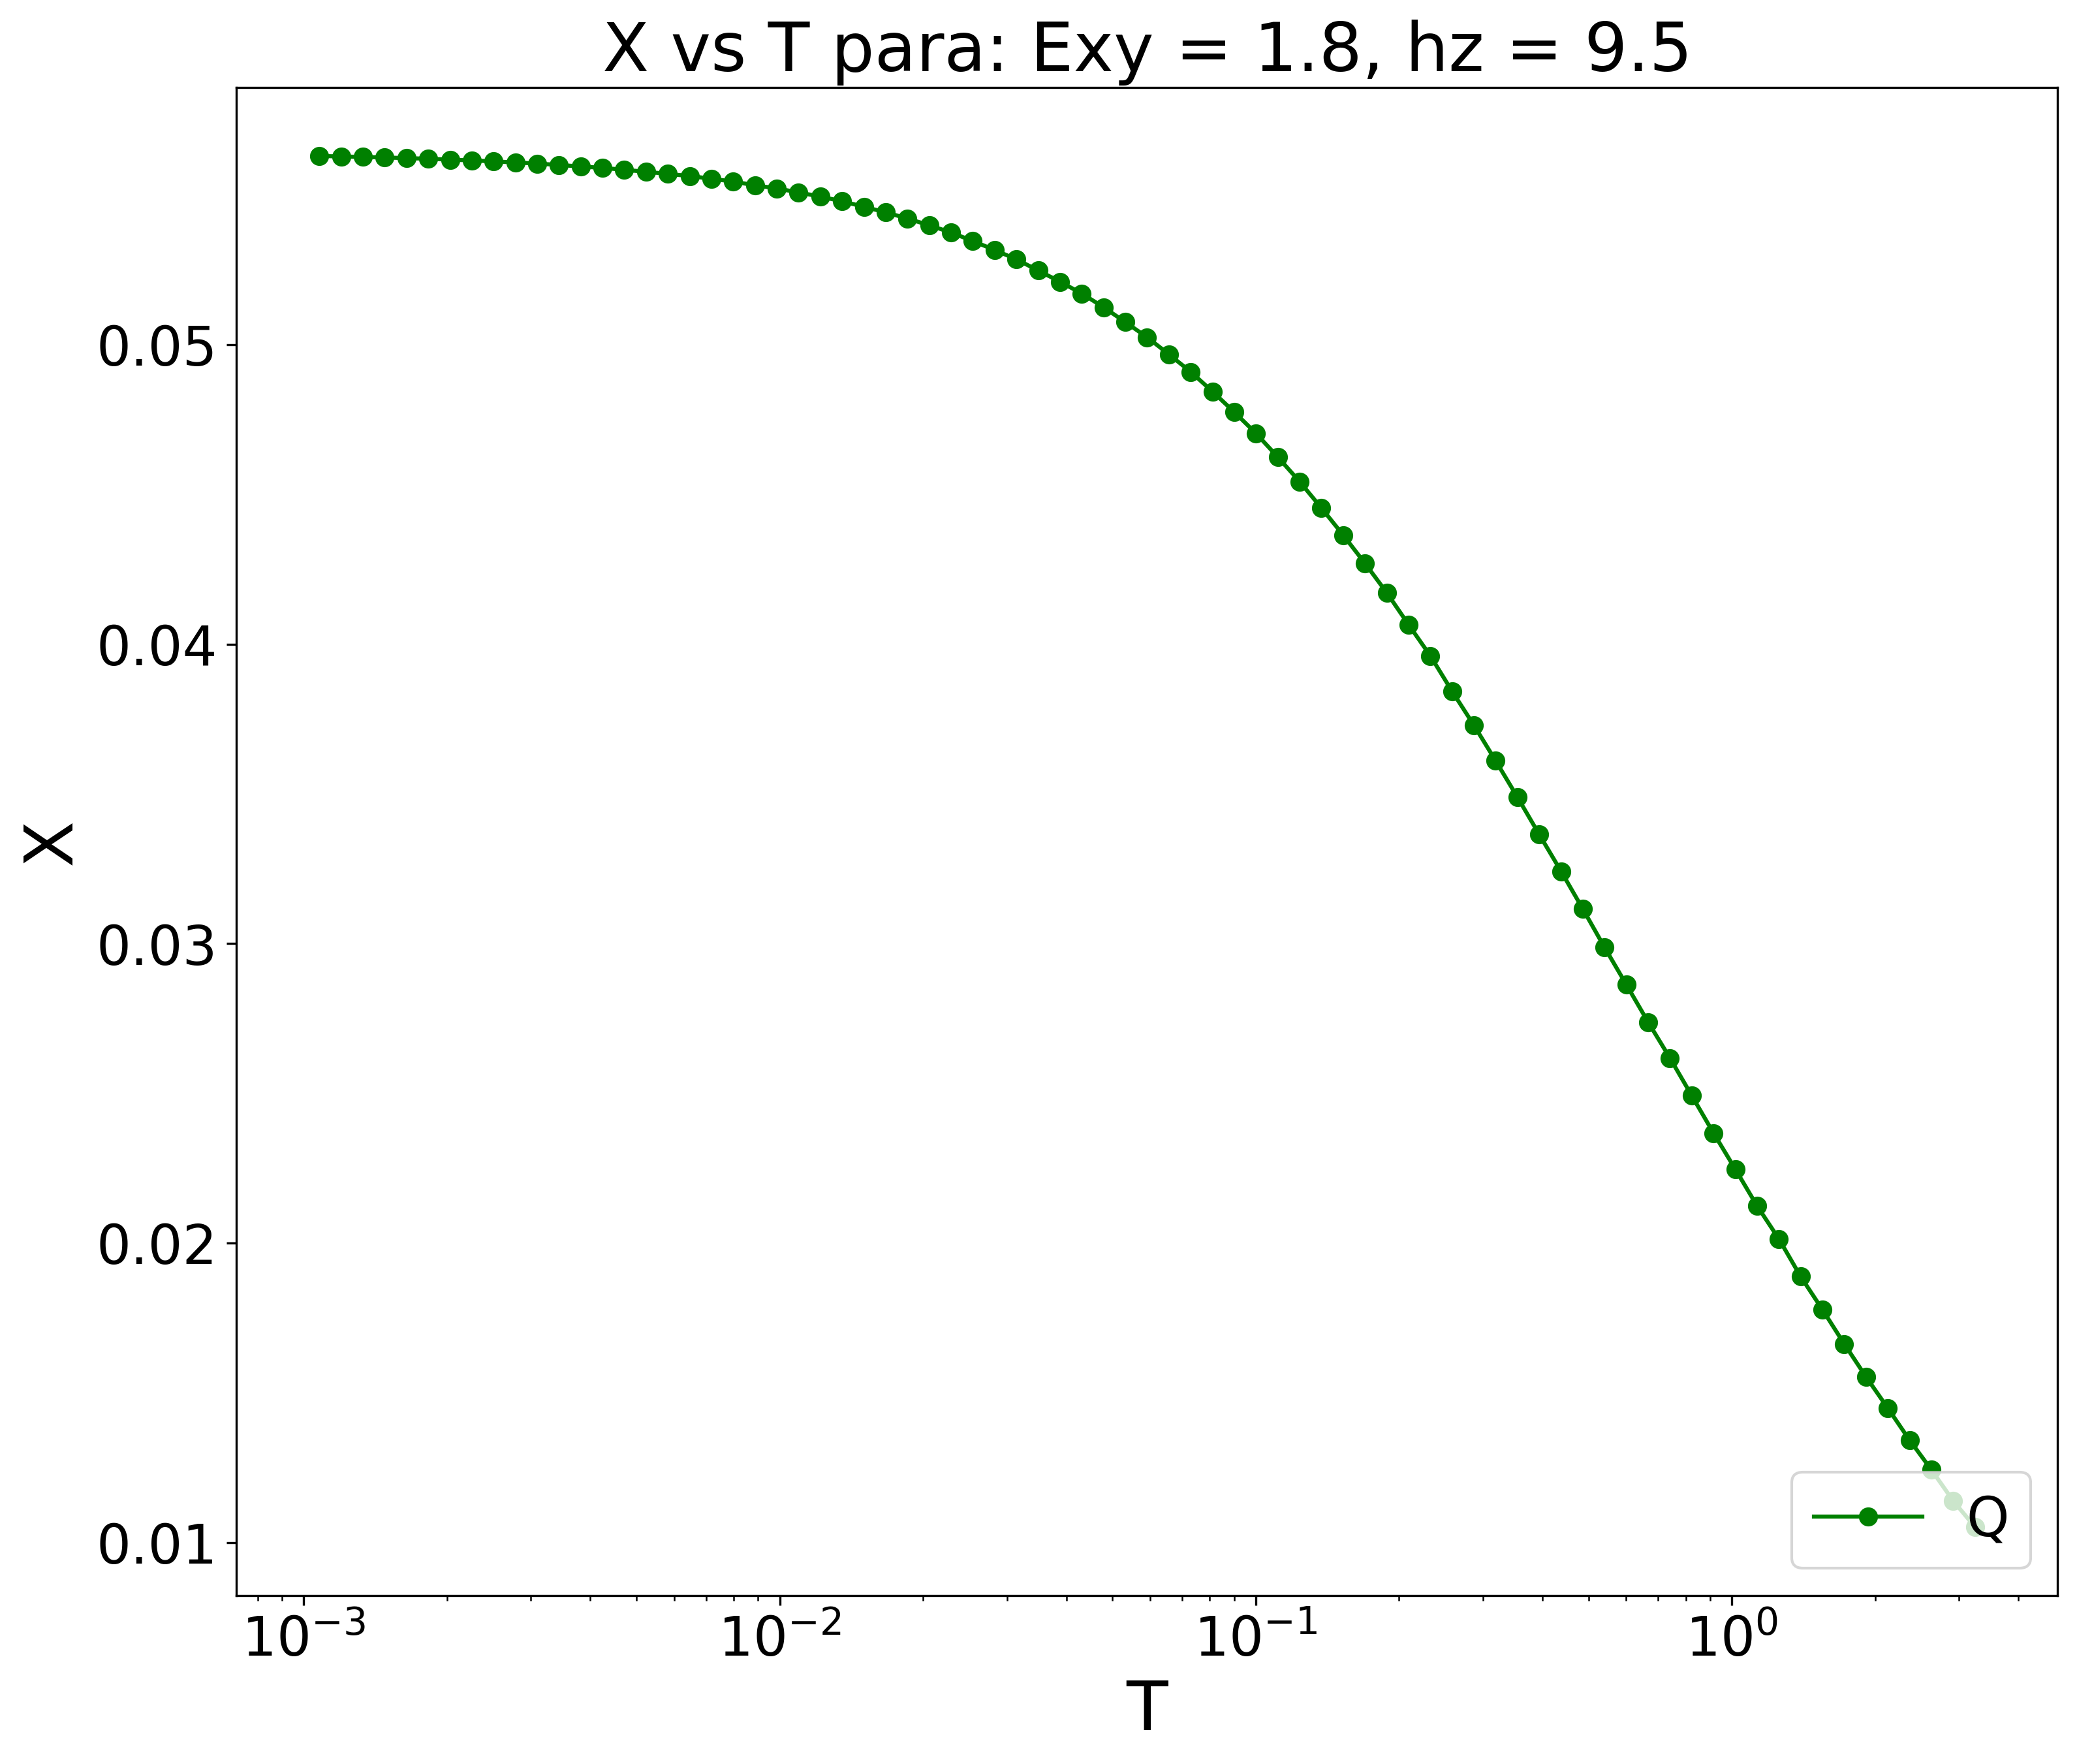 X vs T para: Exy = 1.8, hz = 9.5
X
0.05
0.04
0.03
0.02
0.01
Q
10⁻³ 10⁻² 10⁻¹ 10⁰
T